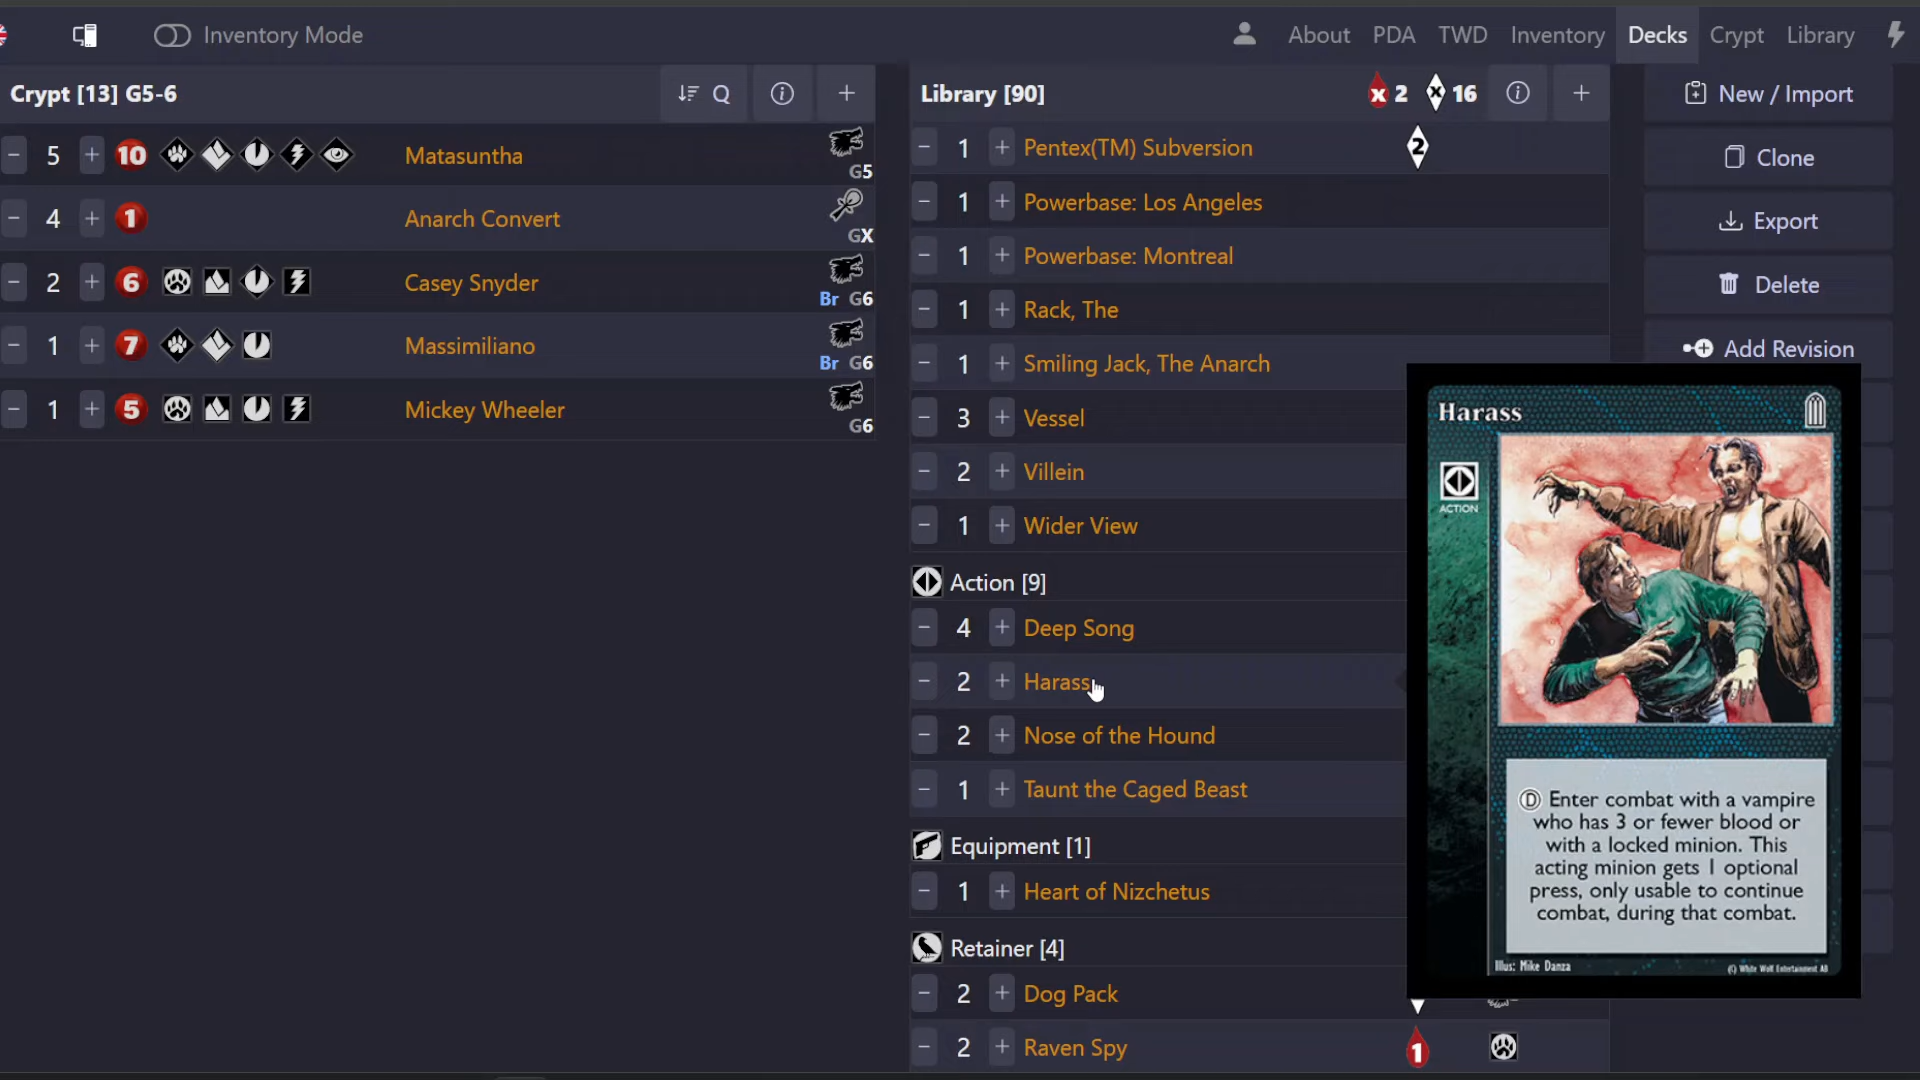 Inventory Mode
About PDA TWD Inventory Decks Crypt Library
Crypt [13] G5-6
Q
5 10 Matasuntha G5
4 1 Anarch Convert GX
2 6 Casey Snyder Br G6
1 7 Massimiliano Br G6
1 5 Mickey Wheeler G6
Library [90] X 2 X 16
1 Pentex(TM) Subversion 2
1 Powerbase: Los Angeles
1 Powerbase: Montreal
1 Rack, The
1 Smiling Jack, The Anarch
3 Vessel
2 Villein
1 Wider View
Action [9]
4 Deep Song
2 Harass
2 Nose of the Hound
1 Taunt the Caged Beast
Equipment [1]
1 Heart of Nizchetus
Retainer [4]
2 Dog Pack
2 Raven Spy 1
New / Import
Clone
Export
Delete
Add Revision
Harass
ACTION
Ⓓ Enter combat with a vampire
who has 3 or fewer blood or
with a locked minion. This
acting minion gets 1 optional
press, only usable to continue
combat, during that combat.
Illus: Mike Danza
(C) White Wolf Entertainment AB